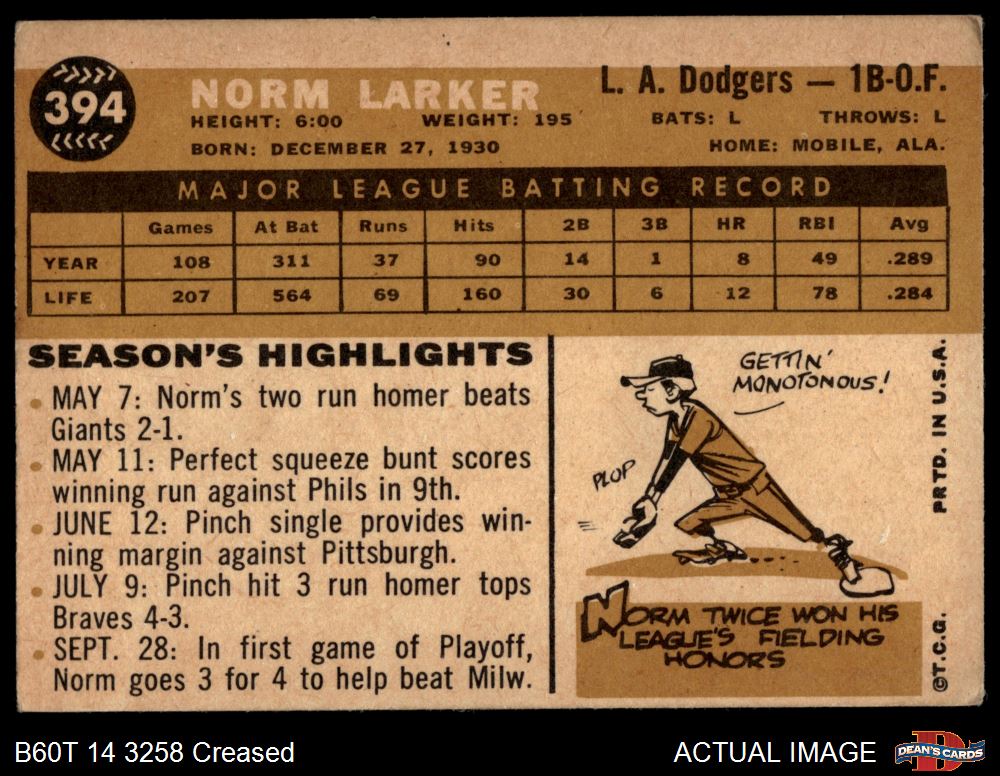 394
NORM LARKER
L. A. Dodgers — 1B-O.F.
HEIGHT: 6:00 WEIGHT: 195 BATS: L THROWS: L
BORN: DECEMBER 27, 1930 HOME: MOBILE, ALA.
MAJOR LEAGUE BATTING RECORD
Games At Bat Runs Hits 2B 3B HR RBI Avg
YEAR 108 311 37 90 14 1 8 49 .289
LIFE 207 564 69 160 30 6 12 78 .284
SEASON'S HIGHLIGHTS
• MAY 7: Norm's two run homer beats
Giants 2-1.
• MAY 11: Perfect squeeze bunt scores
winning run against Phils in 9th.
• JUNE 12: Pinch single provides win-
ning margin against Pittsburgh.
• JULY 9: Pinch hit 3 run homer tops
Braves 4-3.
• SEPT. 28: In first game of Playoff,
Norm goes 3 for 4 to help beat Milw.
GETTIN'
MONOTONOUS!
PLOP
NORM TWICE WON HIS
LEAGUE'S FIELDING
HONORS
©T.C.G. PRTD. IN U.S.A.
B60T 14 3258 Creased
ACTUAL IMAGE
DEAN'S CARDS